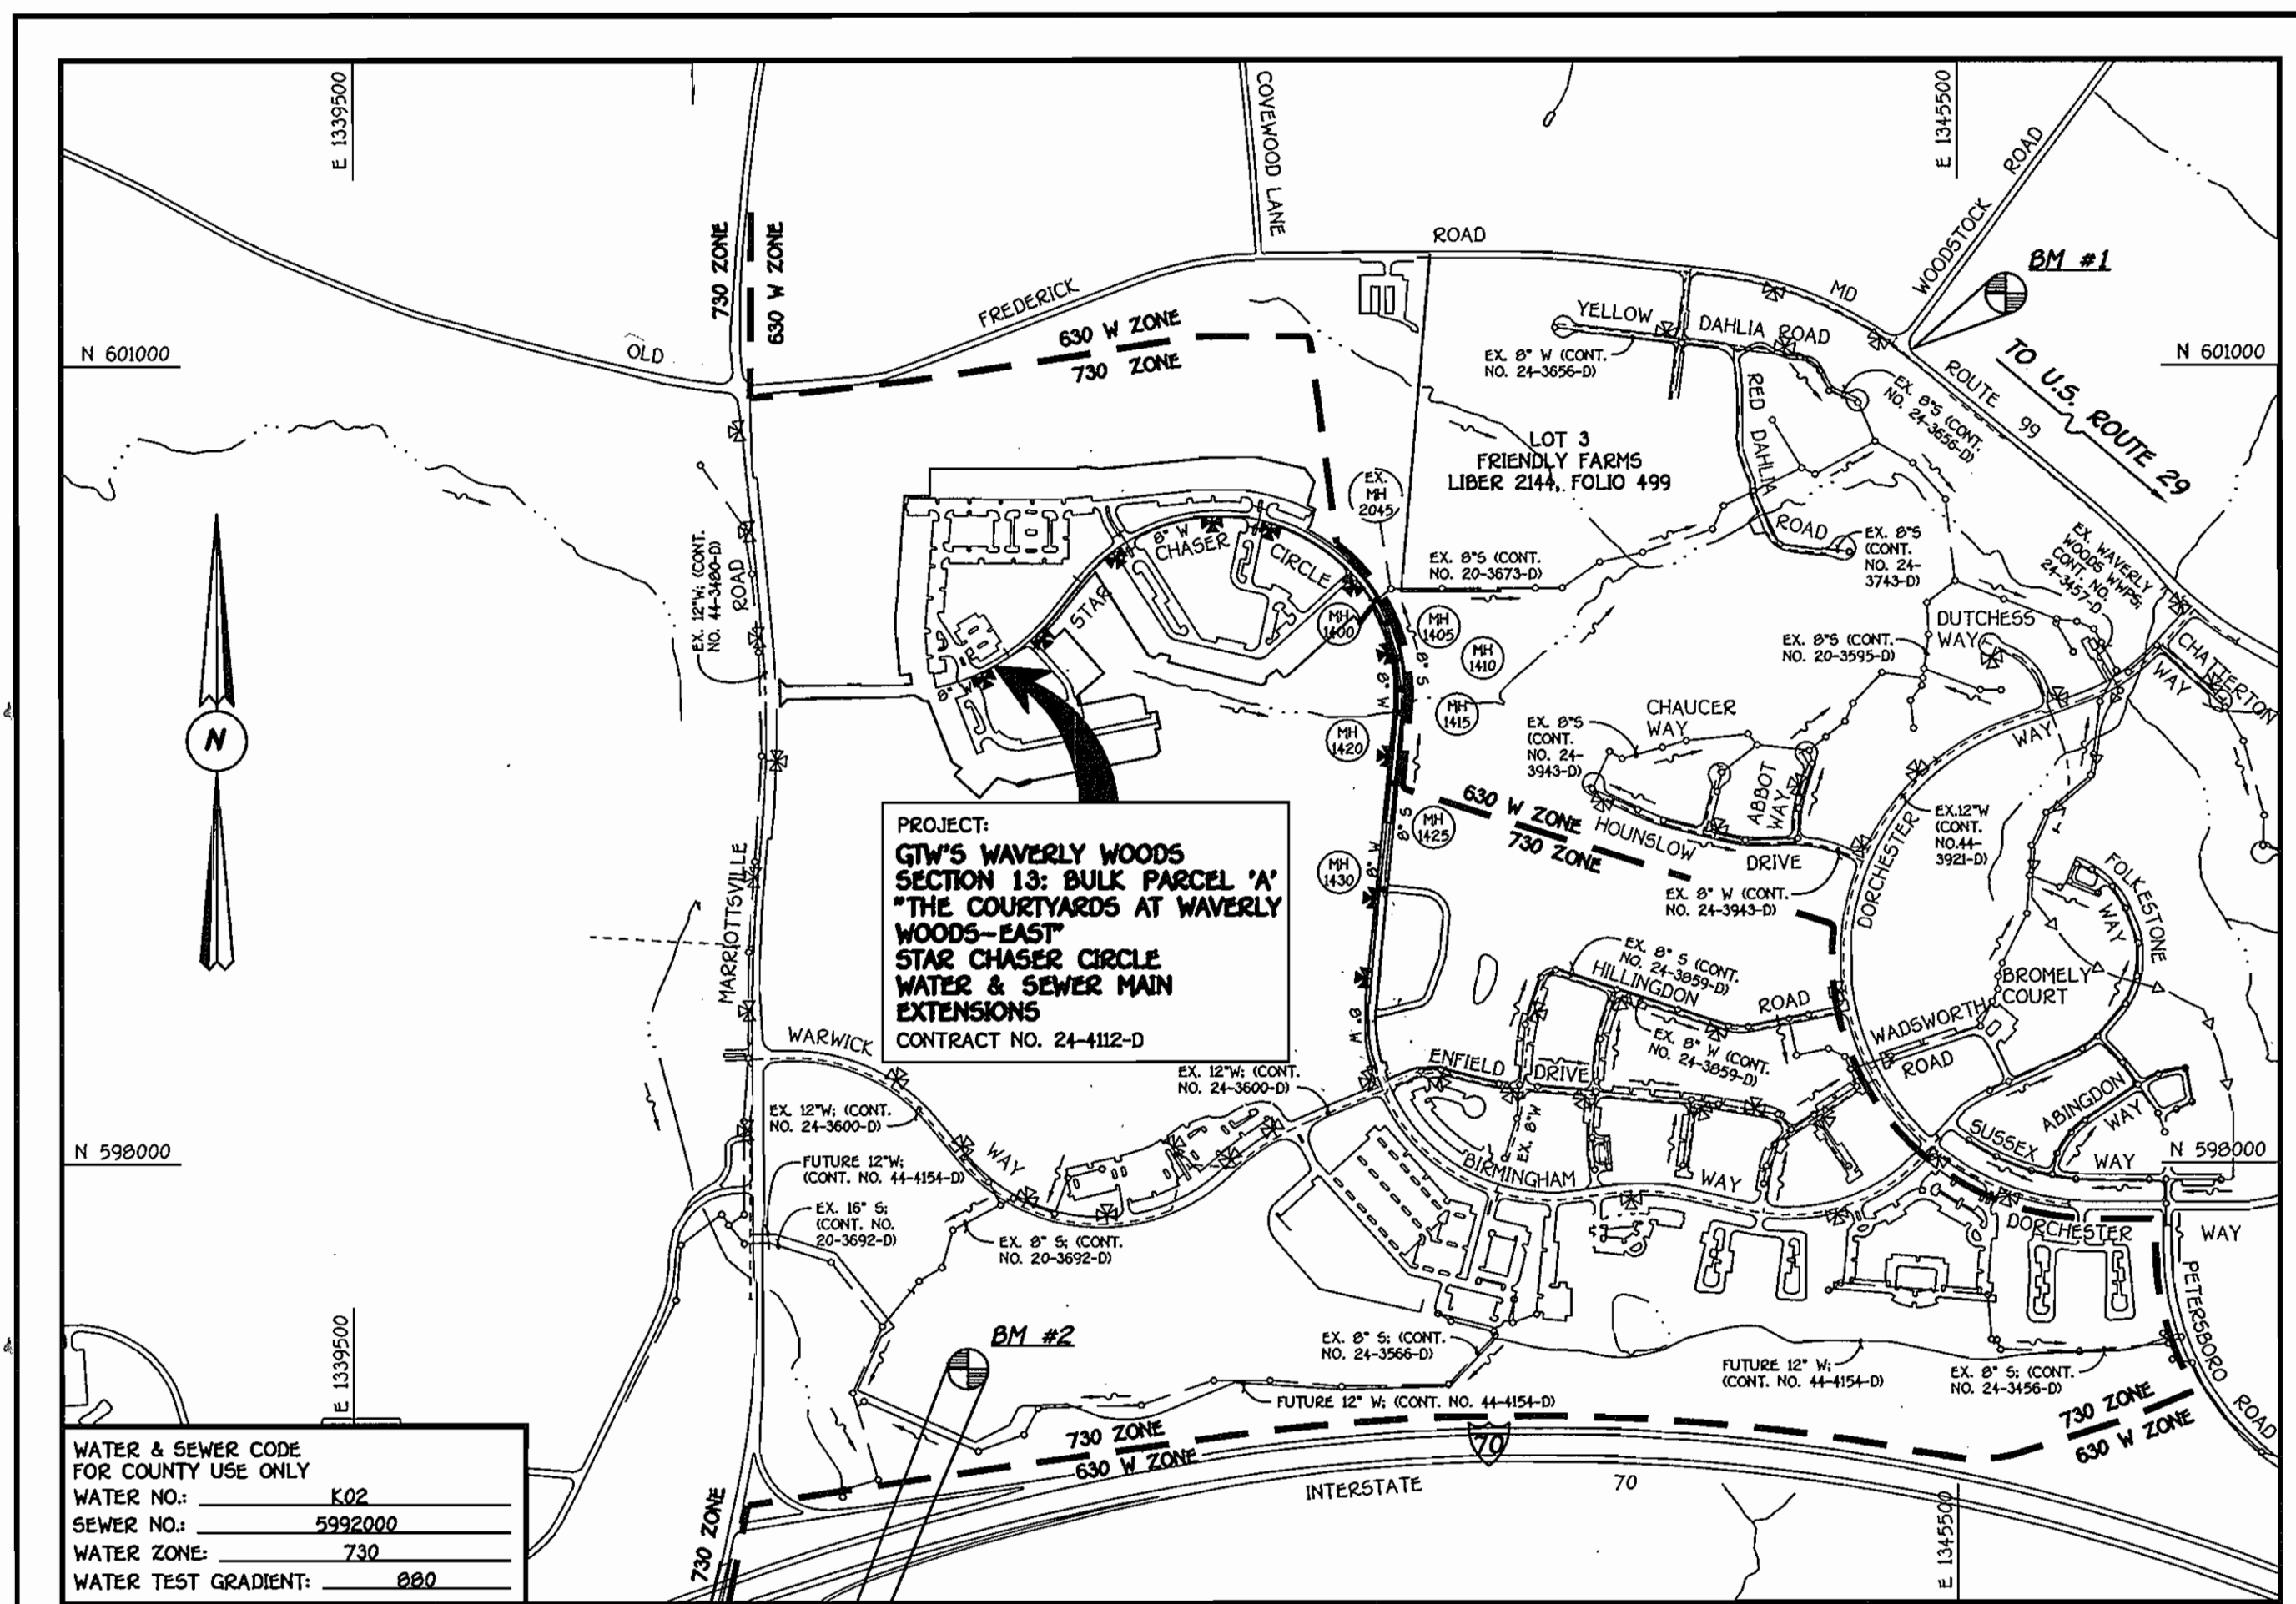 E 1339500
COVEWOOD LANE
E 1345500
WOODSTOCK ROAD
730 ZONE
630 W ZONE
ROAD
BM #1
FREDERICK
MD
YELLOW DAHLIA ROAD
630 W ZONE
730 ZONE
N 601000
OLD
N 601000
TO U.S. ROUTE 29
EX. 8" W (CONT.
NO. 24-3656-D)
RED DAHLIA
ROAD
EX. 8"S (CONT.
NO. 24-3656-D)
ROUTE 99
LOT 3
FRIENDLY FARMS
LIBER 2144, FOLIO 499
EX.
MH
2045
8" W
CHASER
CIRCLE
STAR
EX. 8"S (CONT.
NO. 20-3673-D)
EX. 8"S
(CONT.
NO. 24-
3743-D)
EX. WAVERLY
WOODS WWPS;
CONT. NO.
24-3457-D
EX. 12"W; (CONT.
NO. 44-3480-D)
ROAD
MH
1400
MH
1405
MH
1410
8" S
DUTCHESS
WAY
EX. 8"S (CONT.
NO. 20-3595-D)
CHATTERTON
WAY
N
8" W
8" W
MH
1415
MH
1420
CHAUCER
WAY
EX. 8"S
(CONT.
NO. 24-
3943-D)
WAY
ABBOT
WAY
630 W ZONE
730 ZONE
8" S
MH
1425
HOUNSLOW
DRIVE
DORCHESTER
EX.12"W
(CONT.
NO.44-
3921-D)
PROJECT:
GTW'S WAVERLY WOODS
SECTION 13: BULK PARCEL 'A'
"THE COURTYARDS AT WAVERLY
WOODS-EAST"
STAR CHASER CIRCLE
WATER & SEWER MAIN
EXTENSIONS
CONTRACT NO. 24-4112-D
MARRIOTTSVILLE
MH
1430
8" W
EX. 8" W (CONT.
NO. 24-3943-D)
FOLKESTONE
WAY
EX. 8" S (CONT.
NO. 24-3859-D)
HILLINGDON
ROAD
BROMELY
COURT
WADSWORTH
ROAD
8" W
EX. 8" W (CONT.
NO. 24-3859-D)
WARWICK
ENFIELD DRIVE
EX. 12"W; (CONT.
NO. 24-3600-D)
EX. 12"W; (CONT.
NO. 24-3600-D)
WAY
EX. 8"W
ABINGDON
WAY
SUSSEX
WAY
N 598000
N 598000
BIRMINGHAM
WAY
FUTURE 12"W;
(CONT. NO. 44-4154-D)
EX. 16" S;
(CONT. NO.
20-3692-D)
EX. 8" S; (CONT.
NO. 20-3692-D)
DORCHESTER
WAY
PETERSBORO
ROAD
BM #2
EX. 8" S; (CONT.
NO. 24-3566-D)
FUTURE 12" W;
(CONT. NO. 44-4154-D)
EX. 8" S; (CONT.
NO. 24-3456-D)
E 1339500
FUTURE 12" W; (CONT. NO. 44-4154-D)
730 ZONE
630 W ZONE
730 ZONE
630 W ZONE
70
INTERSTATE
70
E 1345500
730 ZONE
WATER & SEWER CODE
FOR COUNTY USE ONLY
WATER NO.: K02
SEWER NO.: 5992000
WATER ZONE: 730
WATER TEST GRADIENT: 880